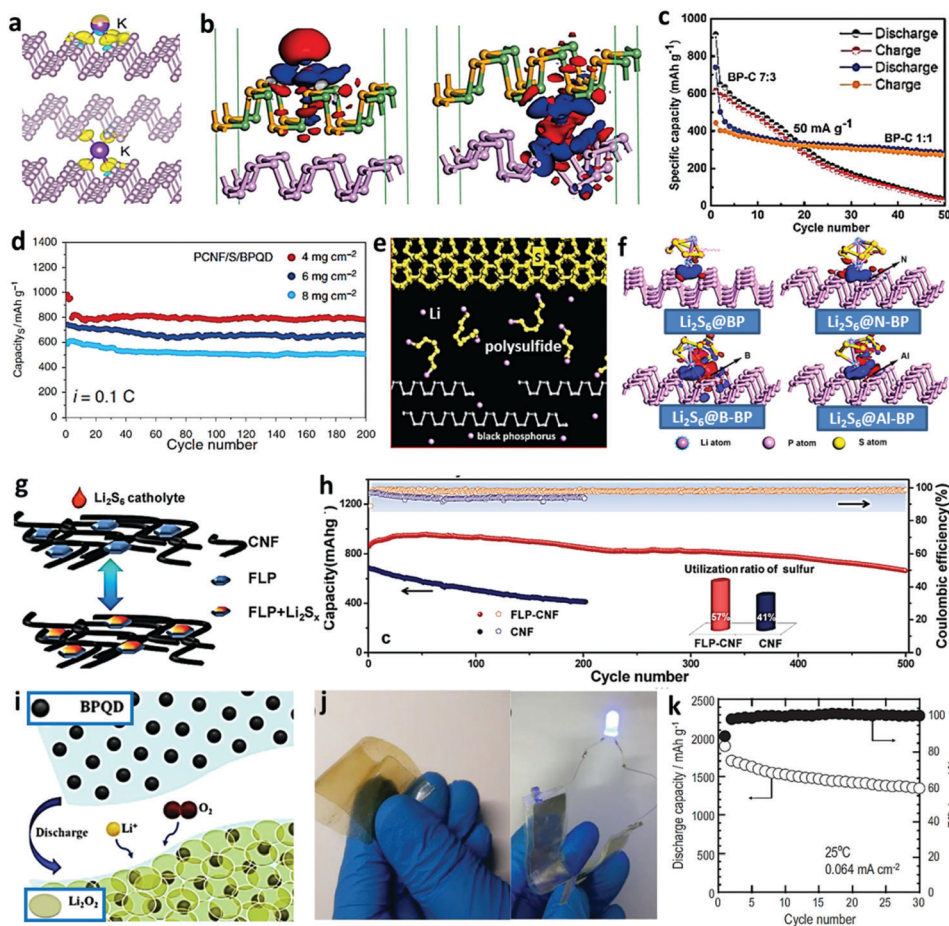 a
K
K
b
c
Specific capacity (mAh g⁻¹)
1000
800
600
400
200
0
BP-C 7:3
50 mA g⁻¹
BP-C 1:1
Discharge
Charge
Discharge
Charge
0 10 20 30 40 50
Cycle number
d
Capacity_S / mAh g⁻¹
1400
1200
1000
800
600
400
200
0
PCNF/S/BPQD
4 mg cm⁻²
6 mg cm⁻²
8 mg cm⁻²
i = 0.1 C
0 20 40 60 80 100 120 140 160 180 200
Cycle number
e
S
Li
polysulfide
black phosphorus
f
N
Li₂S₆@BP
Li₂S₆@N-BP
B
Al
Li₂S₆@B-BP
Li₂S₆@Al-BP
Li atom
P atom
S atom
g
Li₂S₆ catholyte
CNF
FLP
FLP+Li₂Sₓ
h
Capacity(mAhg⁻
1200
800
400
100
80
60
40
20
0
Coulombic efficiency(%)
Utilization ratio of sulfur
57%
41%
FLP-CNF
CNF
FLP-CNF
CNF
c
0 100 200 300 400 500
Cycle number
i
BPQD
Discharge
Li⁺
O₂
Li₂O₂
j
k
Discharge capacity / mAh g⁻¹
2500
2200
2000
1500
1000
500
0
100
80
60
40
20
0
25°C
0.064 mA cm⁻²
0 5 10 15 20 25 30
Cycle number